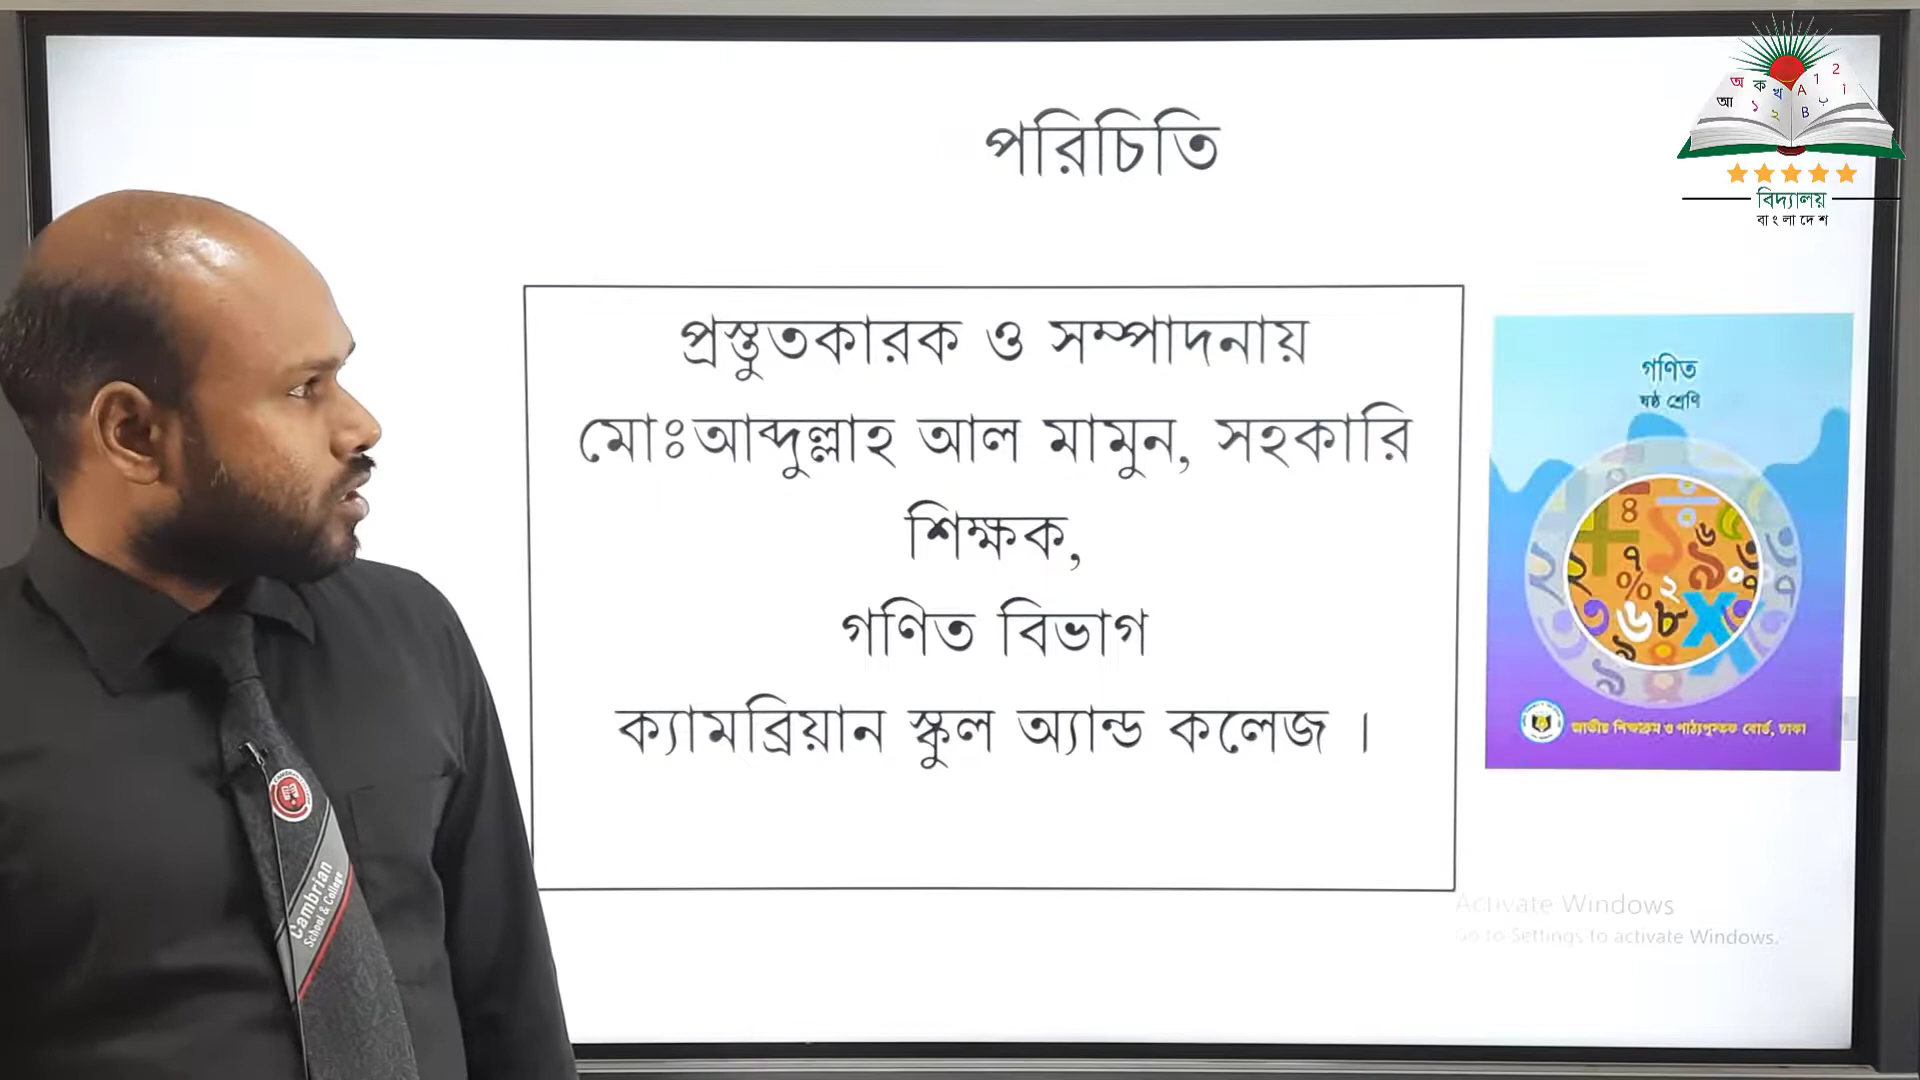 পরিচিতি
প্রস্তুতকারক ও সম্পাদনায়
মোঃআব্দুল্লাহ আল মামুন, সহকারি
শিক্ষক,
গণিত বিভাগ
ক্যামব্রিয়ান স্কুল অ্যান্ড কলেজ ।
গণিত
ষষ্ঠ শ্রেণি
জাতীয় শিক্ষাক্রম ও পাঠ্যপুস্তক বোর্ড, ঢাকা
বিদ্যালয়
বাংলাদেশ
Cambrian
School & College
Activate Windows
Go to Settings to activate Windows.